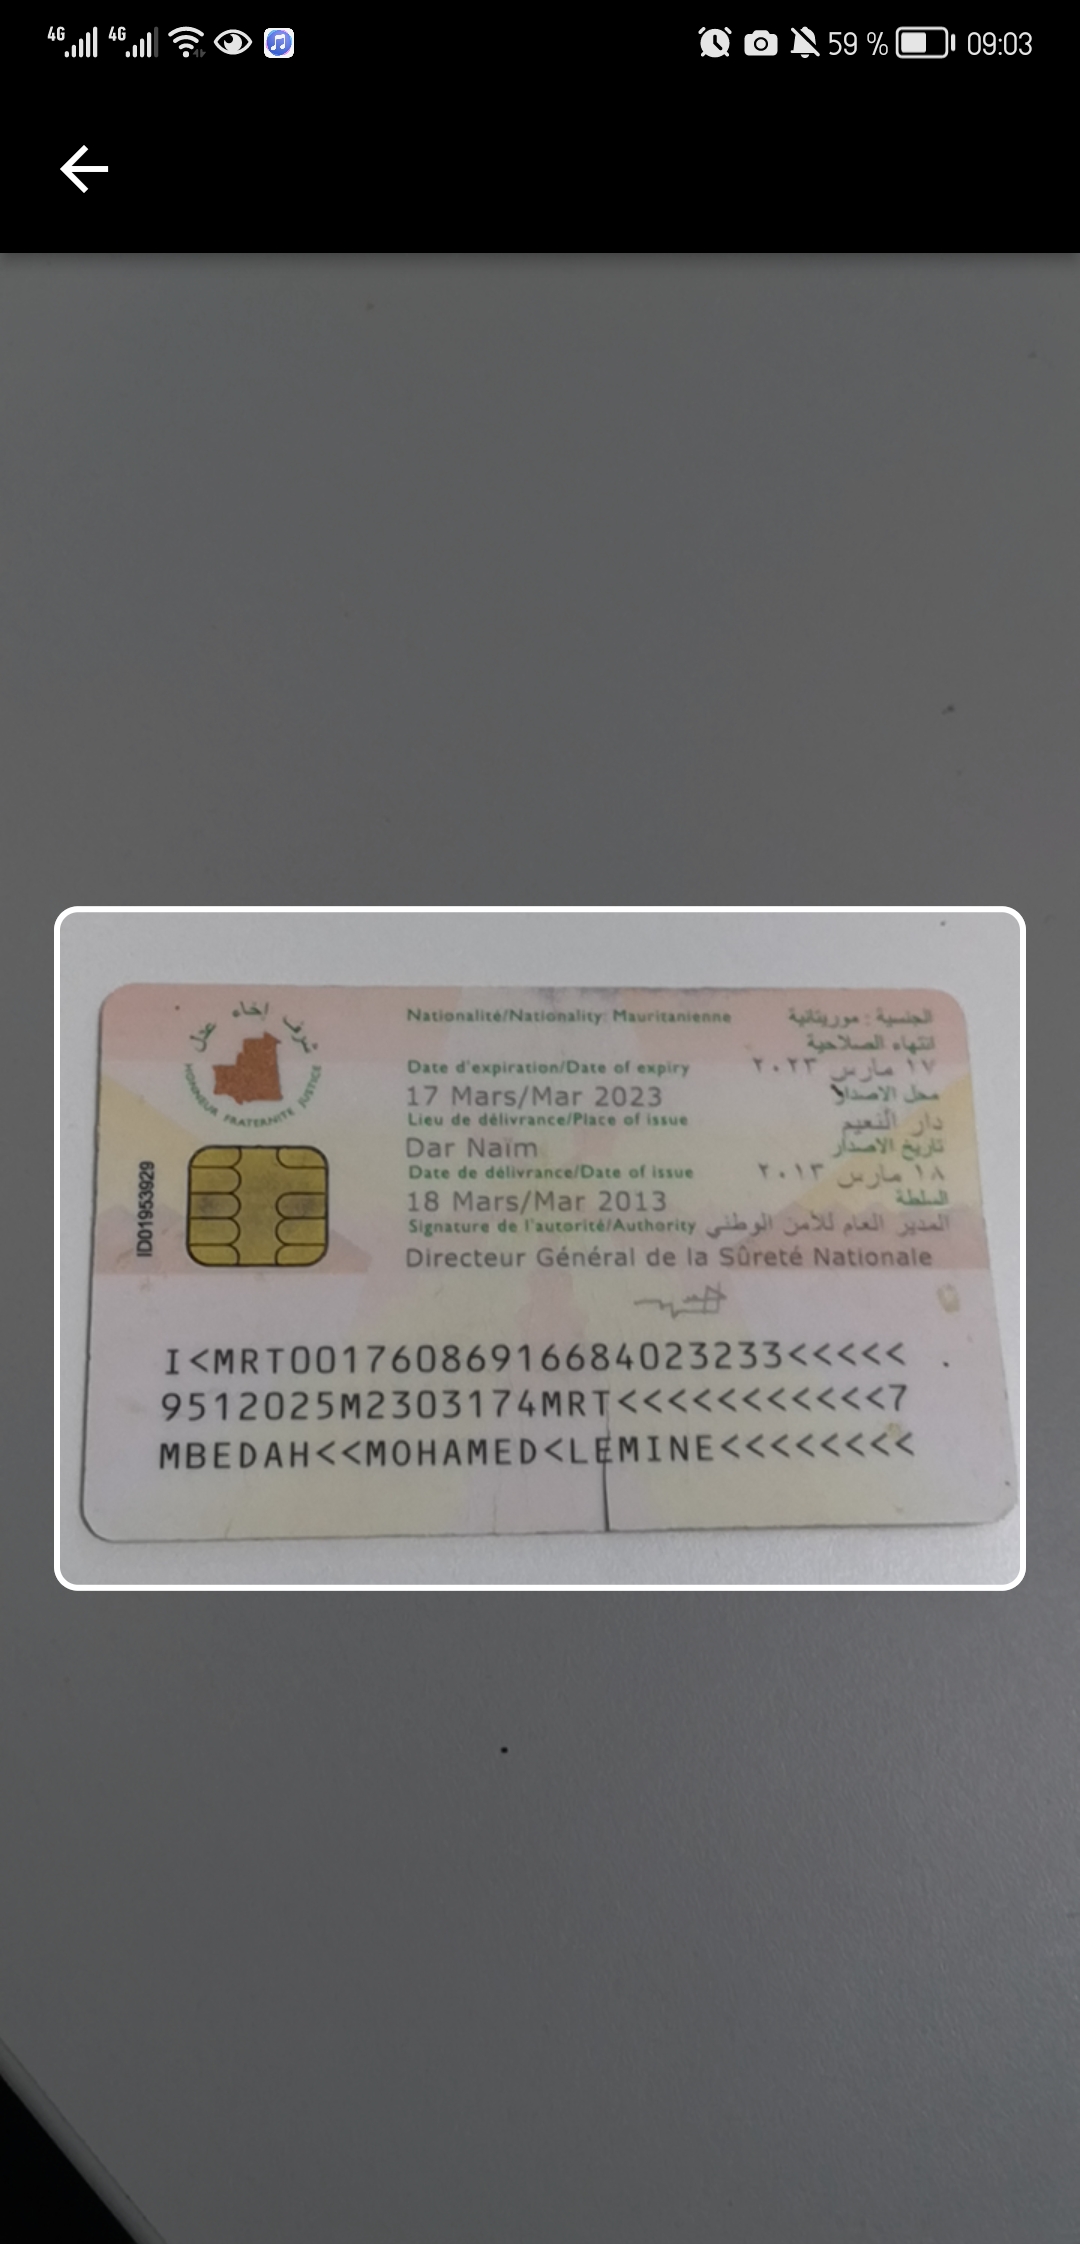 4G 4G 59 % 09:03
شرف إخاء عدل
HONNEUR FRATERNITE JUSTICE
Nationalité/Nationality: Mauritanienne الجنسية : موريتانية
انتهاء الصلاحية
Date d'expiration/Date of expiry ١٧ مارس ٢٠٢٣
17 Mars/Mar 2023 محل الاصدار
Lieu de délivrance/Place of issue دار النعيم
Dar Naïm تاريخ الاصدار
Date de délivrance/Date of issue ١٨ مارس ٢٠١٣
18 Mars/Mar 2013 السلطة
Signature de l'autorité/Authority المدير العام للأمن الوطني
Directeur Général de la Sûreté Nationale
ID01953929
I<MRT0017608691668​4023233<<<<<
9512025M2303174MRT<<<<<<<<<<<7
MBEDAH<<MOHAMED<LEMINE<<<<<<<<